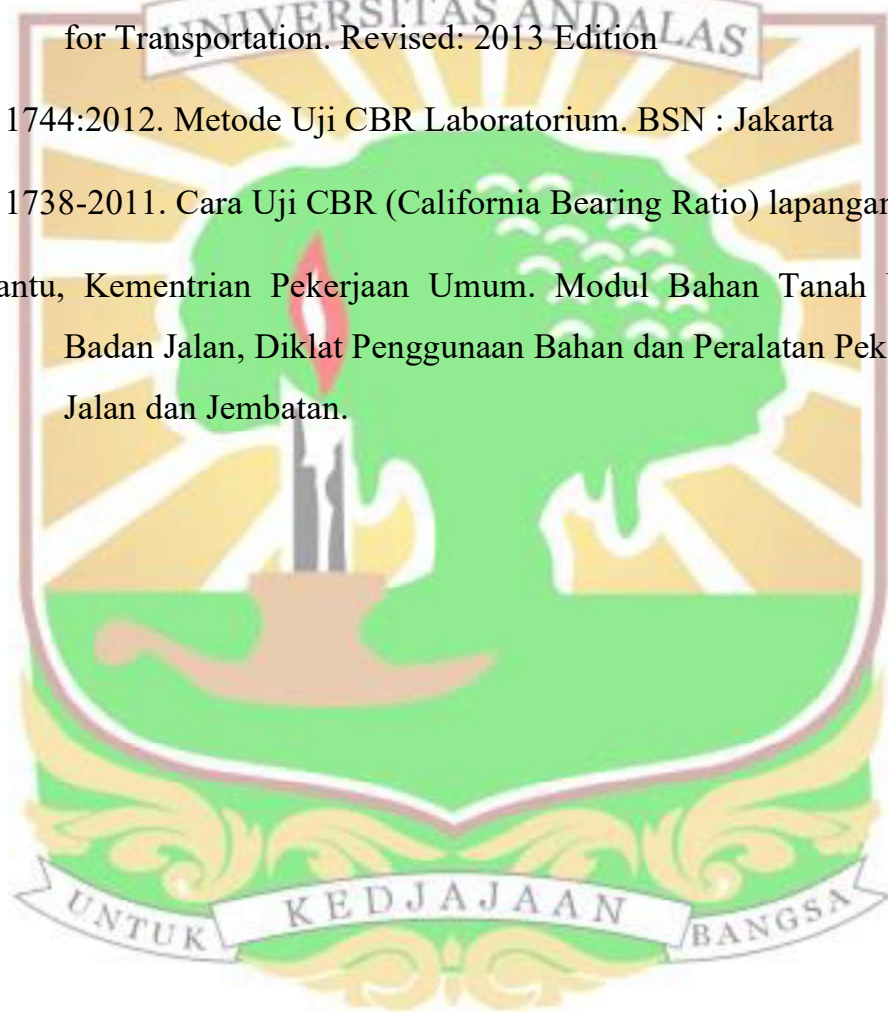 UNIVERSITAS ANDALAS
for Transportation. Revised: 2013 Edition
1744:2012. Metode Uji CBR Laboratorium. BSN : Jakarta
1738-2011. Cara Uji CBR (California Bearing Ratio) lapangan
antu, Kementrian Pekerjaan Umum. Modul Bahan Tanah
Badan Jalan, Diklat Penggunaan Bahan dan Peralatan Pek
Jalan dan Jembatan.
UNTUK KEDJAJAAN BANGSA